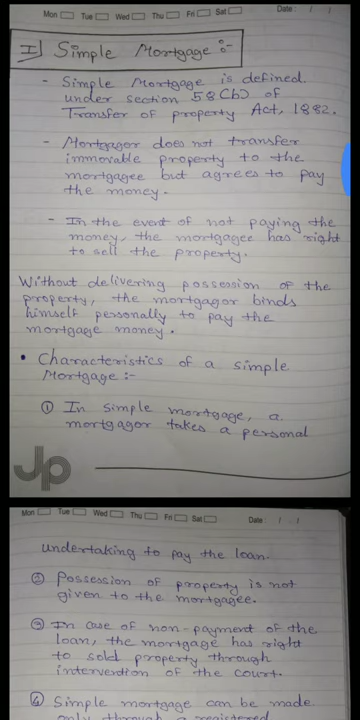 Mon Tue Wed Thu Fri Sat Date : / /
I] Simple Mortgage :-
- Simple Mortgage is defined.
under section 58(b) of
Transfer of property Act, 1882.
- Mortgagor does not transfer
immovable property to the
mortgagee but agrees to pay
the money.
- In the event of not paying the
money, the mortgagee has right
to sell the property.
Without delivering possession of the
property, the mortgagor binds
himself personally to pay the
mortgage money.
• Characteristics of a simple
Mortgage :-
① In simple mortgage, a
mortgagor takes a personal
Jp
Mon Tue Wed Thu Fri Sat Date : / /
undertaking to pay the loan.
② Possession of property is not
given to the mortgagee.
③ In case of non-payment of the
loan, the mortgage has right
to sold property through
intervention of the court.
④ Simple mortgage can be made
only through a registered